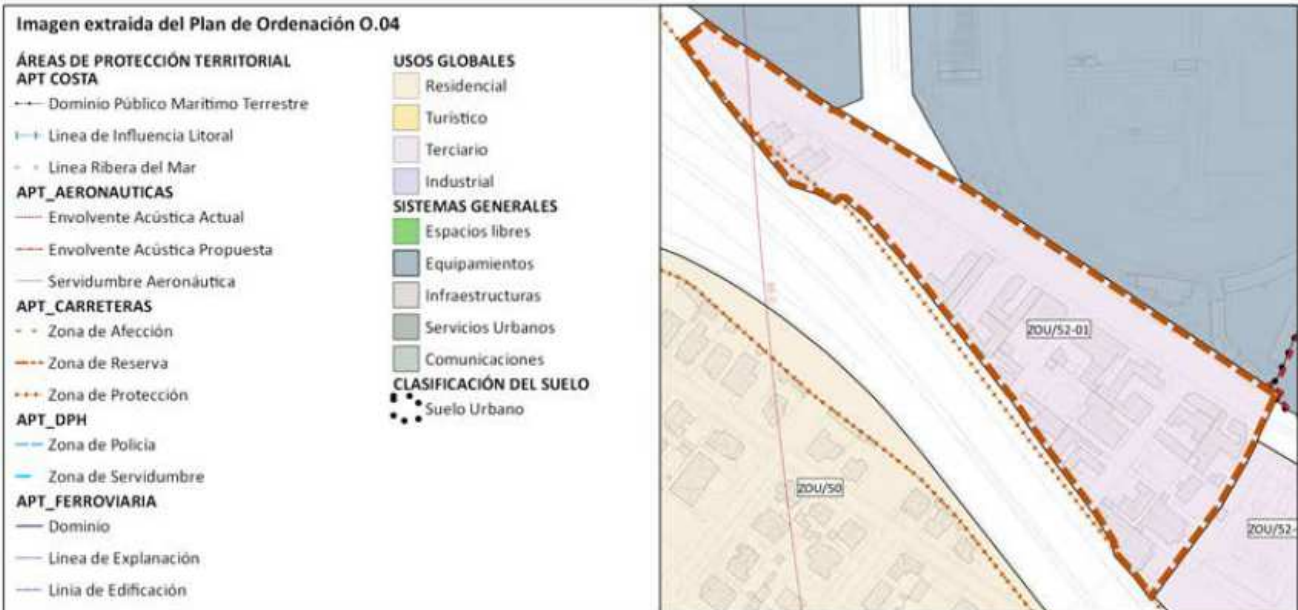 Imagen extraida del Plan de Ordenación O.04
ÁREAS DE PROTECCIÓN TERRITORIAL
APT COSTA
Dominio Público Marítimo Terrestre
Linea de Influencia Litoral
Linea Ribera del Mar
APT_AERONAUTICAS
Envolvente Acústica Actual
Envolvente Acústica Propuesta
Servidumbre Aeronáutica
APT_CARRETERAS
Zona de Afección
Zona de Reserva
Zona de Protección
APT_DPH
Zona de Policía
Zona de Servidumbre
APT_FERROVIARIA
Dominio
Linea de Explanación
Linia de Edificación
USOS GLOBALES
Residencial
Turístico
Terciario
Industrial
SISTEMAS GENERALES
Espacios libres
Equipamientos
Infraestructuras
Servicios Urbanos
Comunicaciones
CLASIFICACIÓN DEL SUELO
Suelo Urbano
ZOU/52-01
ZOU/50
ZOU/52-